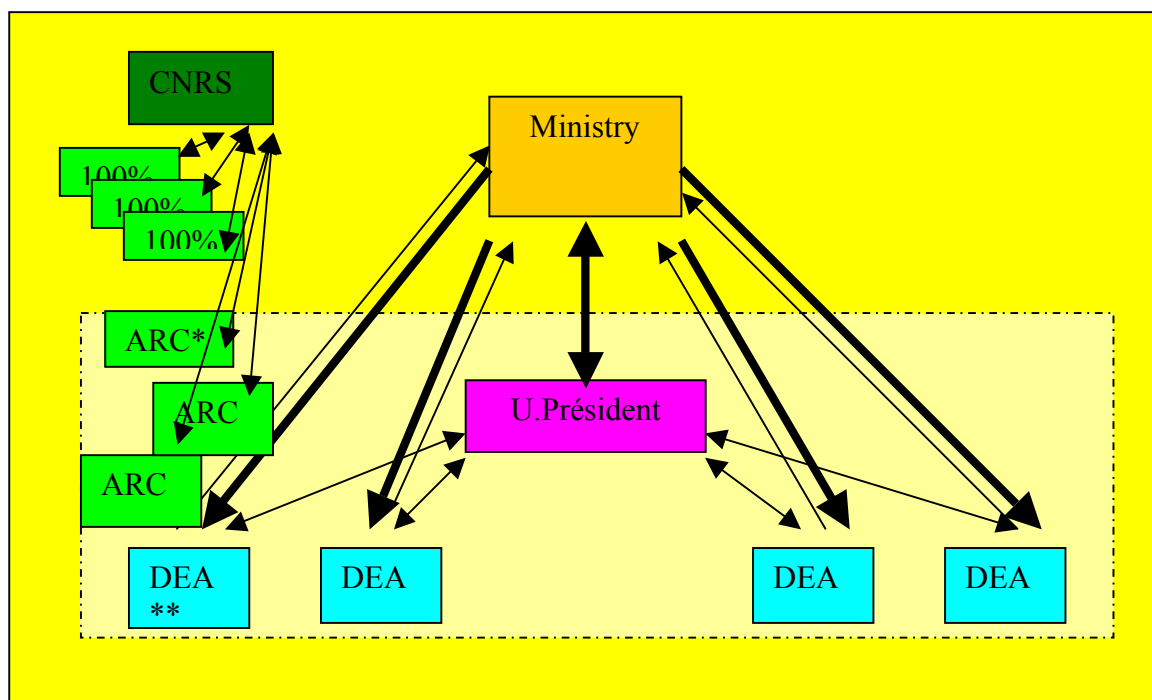 CNRS
Ministry
100%
100%
100%
ARC*
ARC
U.Président
ARC
DEA
**
DEA
DEA
DEA